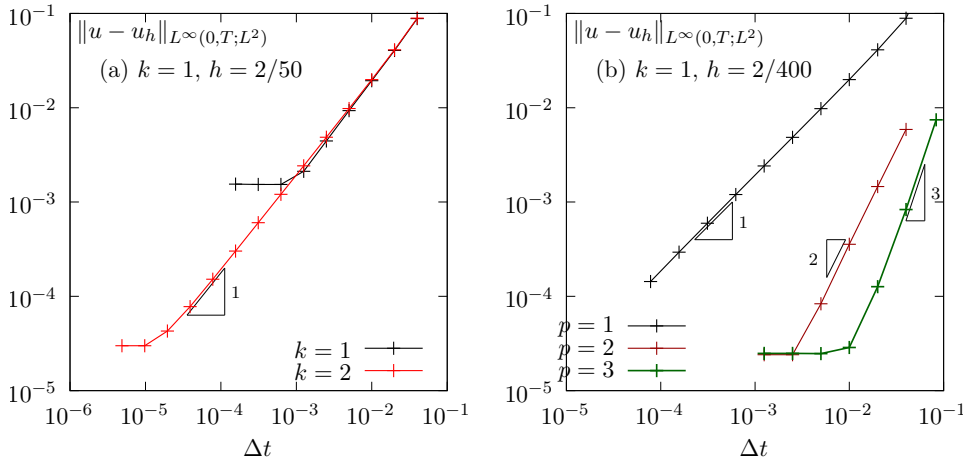 ‖u − u_h‖_{L^∞(0,T;L²)}
(a) k = 1, h = 2/50
10⁻¹
10⁻²
10⁻³
10⁻⁴
10⁻⁵
1
k = 1
k = 2
10⁻⁶ 10⁻⁵ 10⁻⁴ 10⁻³ 10⁻² 10⁻¹
Δt
‖u − u_h‖_{L^∞(0,T;L²)}
(b) k = 1, h = 2/400
10⁻¹
10⁻²
10⁻³
10⁻⁴
10⁻⁵
1
2
3
p = 1
p = 2
p = 3
10⁻⁵ 10⁻⁴ 10⁻³ 10⁻² 10⁻¹
Δt